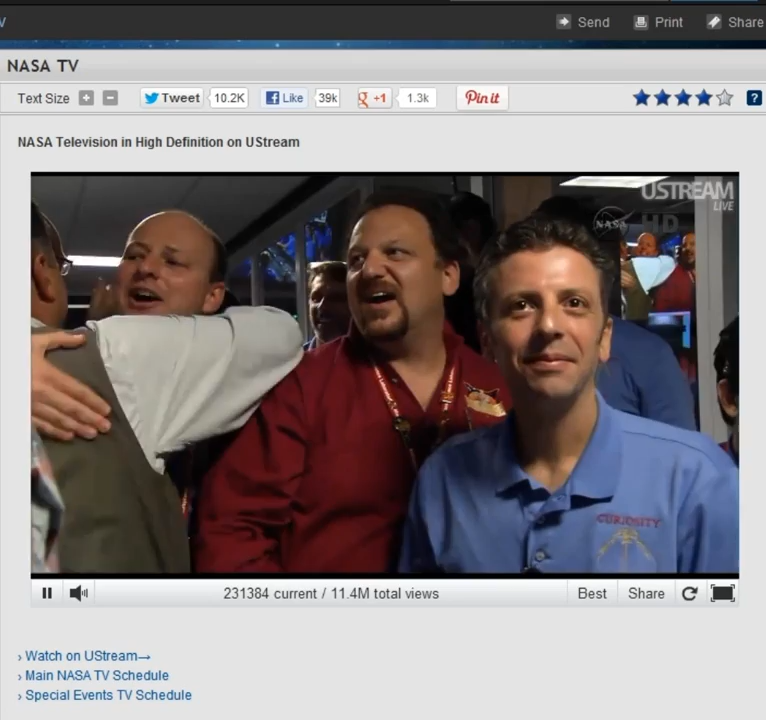 V
Send Print Share
NASA TV
Text Size + - Tweet 10.2K Like 39k g +1 1.3k Pin it ?
NASA Television in High Definition on UStream
USTREAM
LIVE
NASA HD
CURIOSITY
231384 current / 11.4M total views Best Share
› Watch on UStream→
› Main NASA TV Schedule
› Special Events TV Schedule